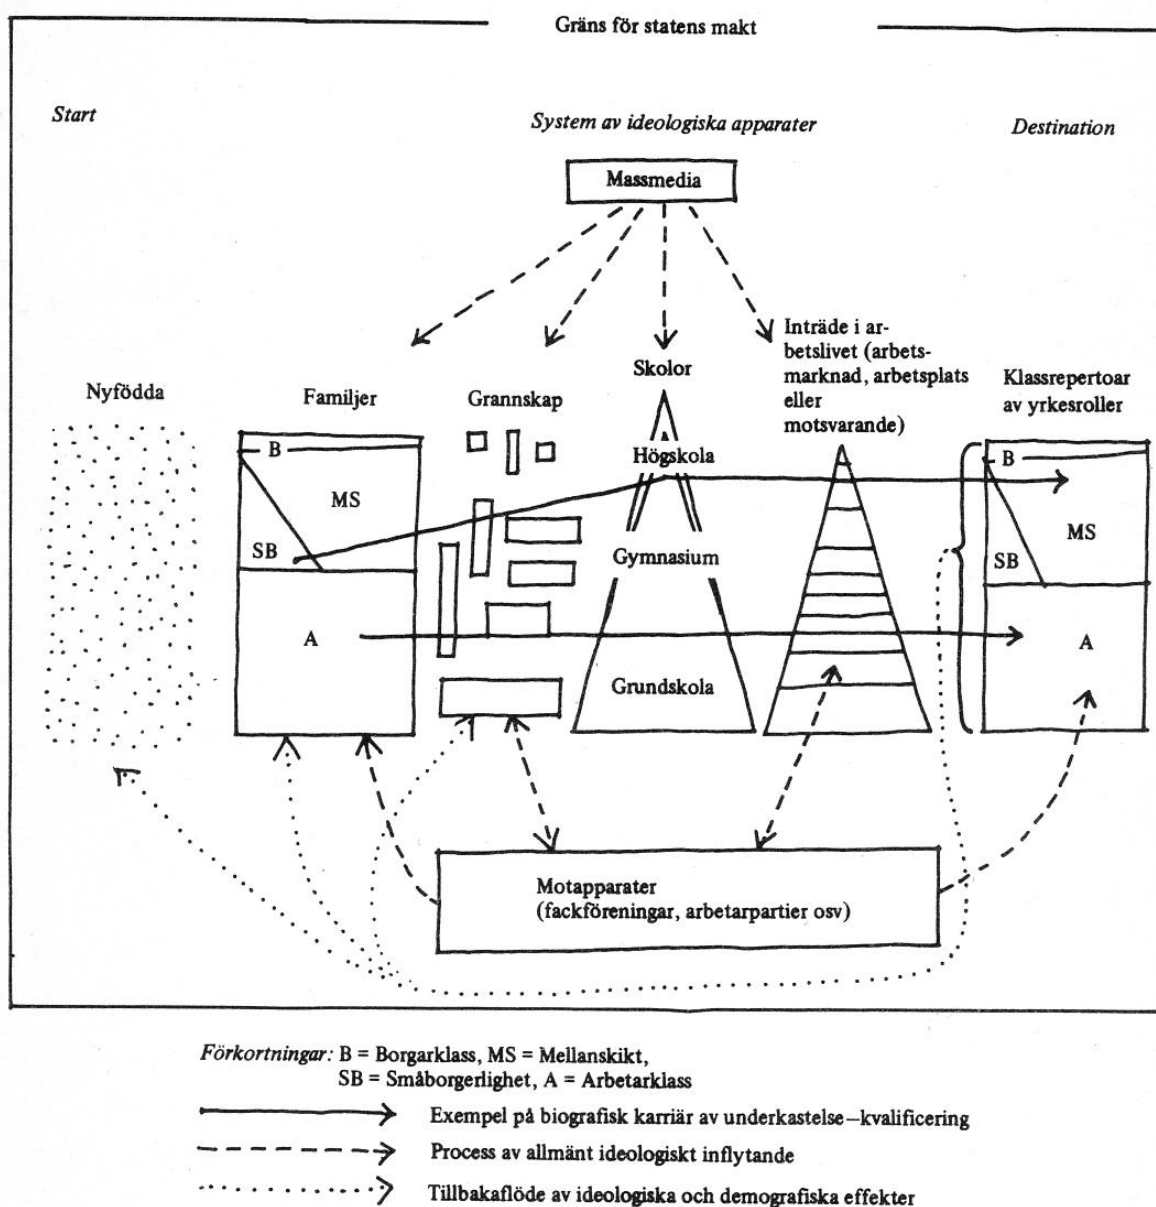 Gräns för statens makt
Start
System av ideologiska apparater
Destination
Massmedia
Nyfödda
Familjer
Grannskap
Skolor
Inträde i ar-
betslivet (arbets-
marknad, arbetsplats
eller
motsvarande)
Klassrepertoar
av yrkesroller
B
MS
SB
A
Högskola
Gymnasium
Grundskola
B
MS
SB
A
Motapparater
(fackföreningar, arbetarpartier osv)
Förkortningar: B = Borgarklass, MS = Mellanskikt,
SB = Småborgerlighet, A = Arbetarklass
Exempel på biografisk karriär av underkastelse–kvalificering
Process av allmänt ideologiskt inflytande
Tillbakaflöde av ideologiska och demografiska effekter